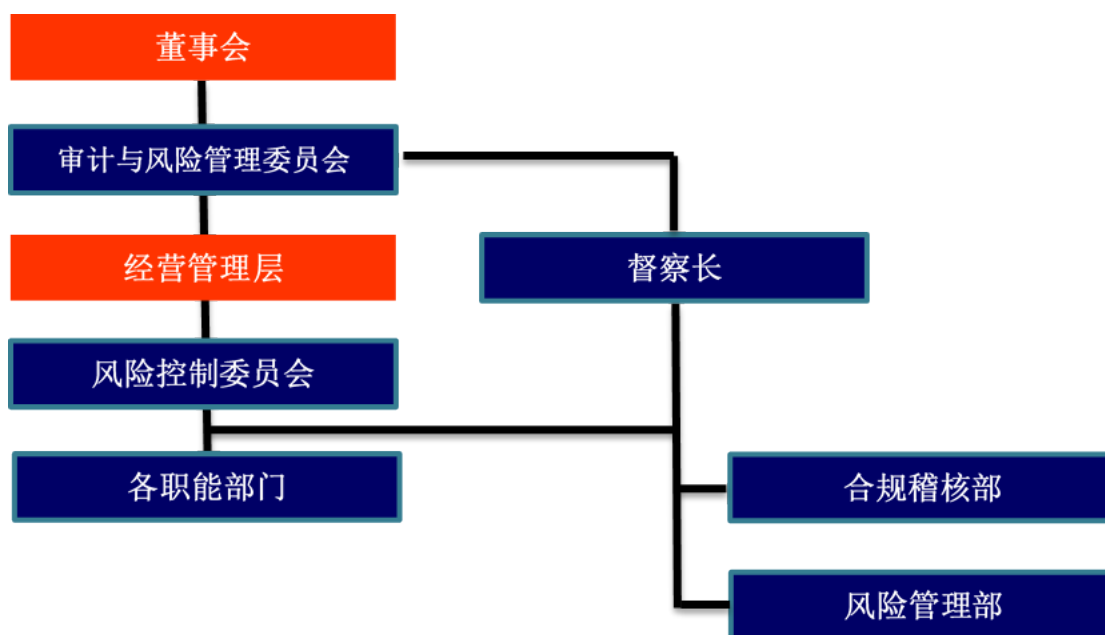 董事会
审计与风险管理委员会
经营管理层
督察长
风险控制委员会
各职能部门
合规稽核部
风险管理部